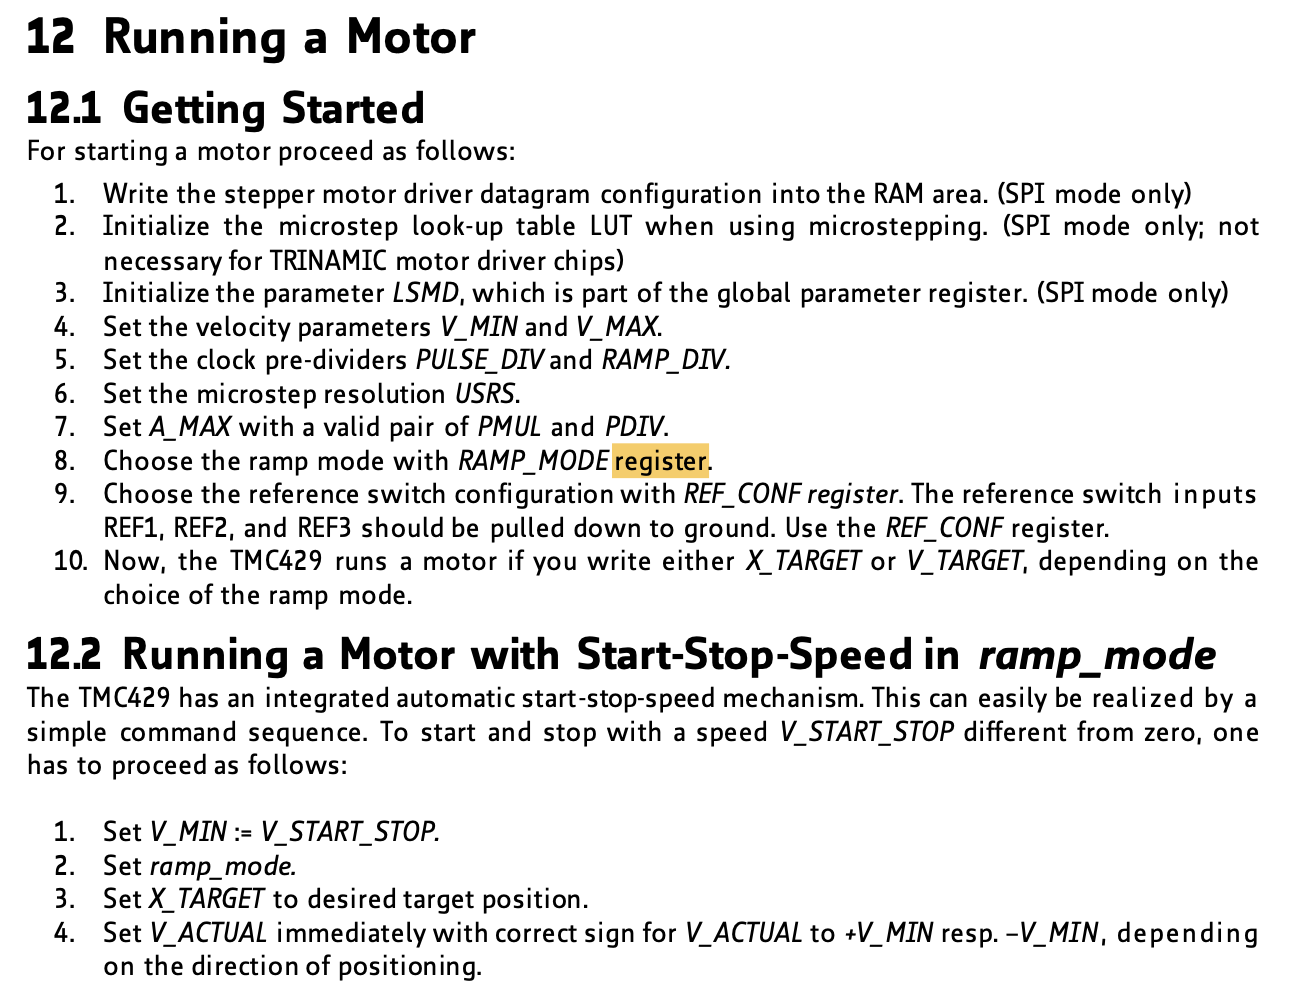 12 Running a Motor
12.1 Getting Started
For starting a motor proceed as follows:
1. Write the stepper motor driver datagram configuration into the RAM area. (SPI mode only)
2. Initialize the microstep look-up table LUT when using microstepping. (SPI mode only; not
necessary for TRINAMIC motor driver chips)
3. Initialize the parameter LSMD, which is part of the global parameter register. (SPI mode only)
4. Set the velocity parameters V_MIN and V_MAX.
5. Set the clock pre-dividers PULSE_DIV and RAMP_DIV.
6. Set the microstep resolution USRS.
7. Set A_MAX with a valid pair of PMUL and PDIV.
8. Choose the ramp mode with RAMP_MODE register.
9. Choose the reference switch configuration with REF_CONF register. The reference switch inputs
REF1, REF2, and REF3 should be pulled down to ground. Use the REF_CONF register.
10. Now, the TMC429 runs a motor if you write either X_TARGET or V_TARGET, depending on the
choice of the ramp mode.
12.2 Running a Motor with Start-Stop-Speed in ramp_mode
The TMC429 has an integrated automatic start-stop-speed mechanism. This can easily be realized by a
simple command sequence. To start and stop with a speed V_START_STOP different from zero, one
has to proceed as follows:
1. Set V_MIN := V_START_STOP.
2. Set ramp_mode.
3. Set X_TARGET to desired target position.
4. Set V_ACTUAL immediately with correct sign for V_ACTUAL to +V_MIN resp. –V_MIN, depending
on the direction of positioning.